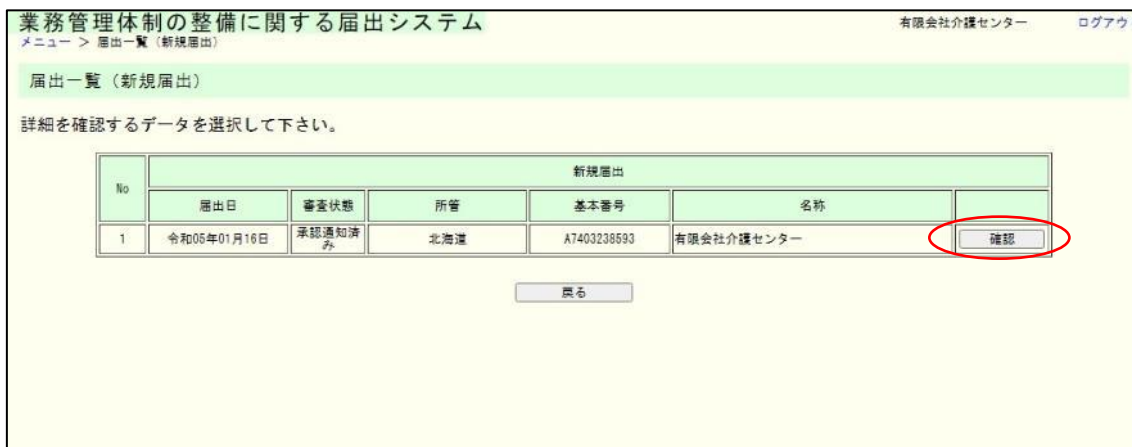 業務管理体制の整備に関する届出システム
有限会社介護センター ログアウ
メニュー > 届出一覧（新規届出）
届出一覧（新規届出）
詳細を確認するデータを選択して下さい。
No 新規届出
届出日 審査状態 所管 基本番号 名称
1 令和05年01月16日 承認通知済み 北海道 A7403238593 有限会社介護センター 確認
戻る